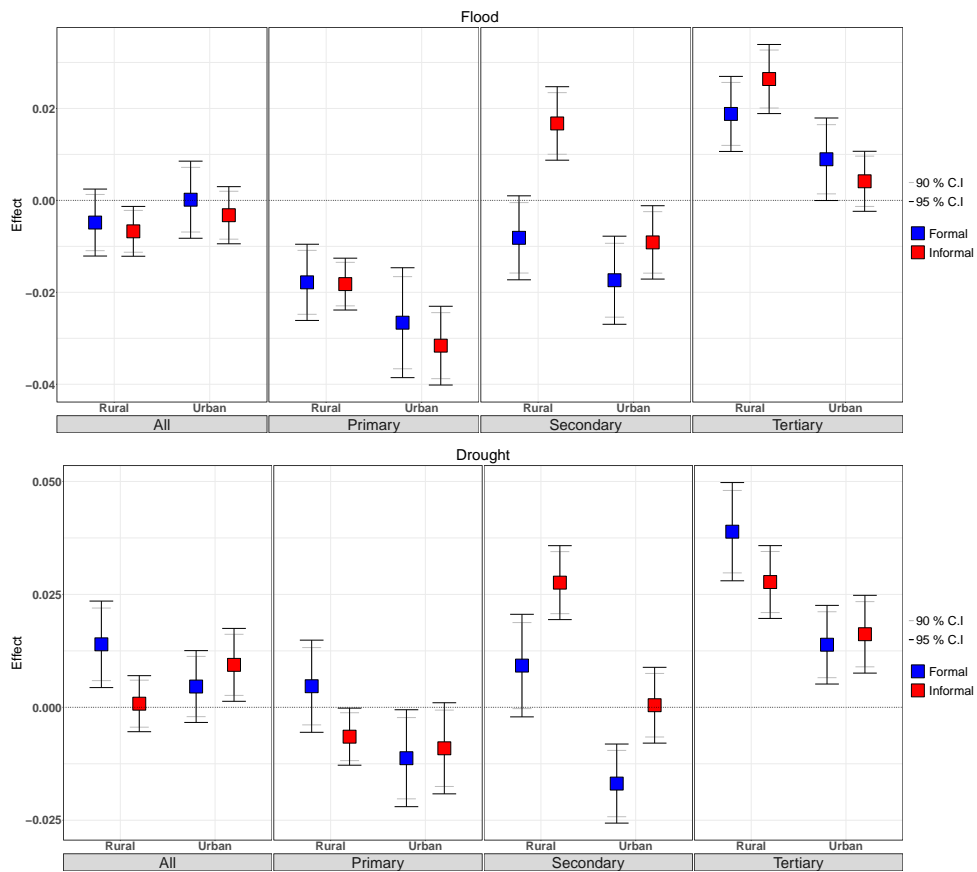 Flood
Effect
0.02
0.00
−0.02
−0.04
Rural Urban Rural Urban Rural Urban Rural Urban
All Primary Secondary Tertiary
90 % C.I
95 % C.I
Formal
Informal
Drought
Effect
0.050
0.025
0.000
−0.025
Rural Urban Rural Urban Rural Urban Rural Urban
All Primary Secondary Tertiary
90 % C.I
95 % C.I
Formal
Informal